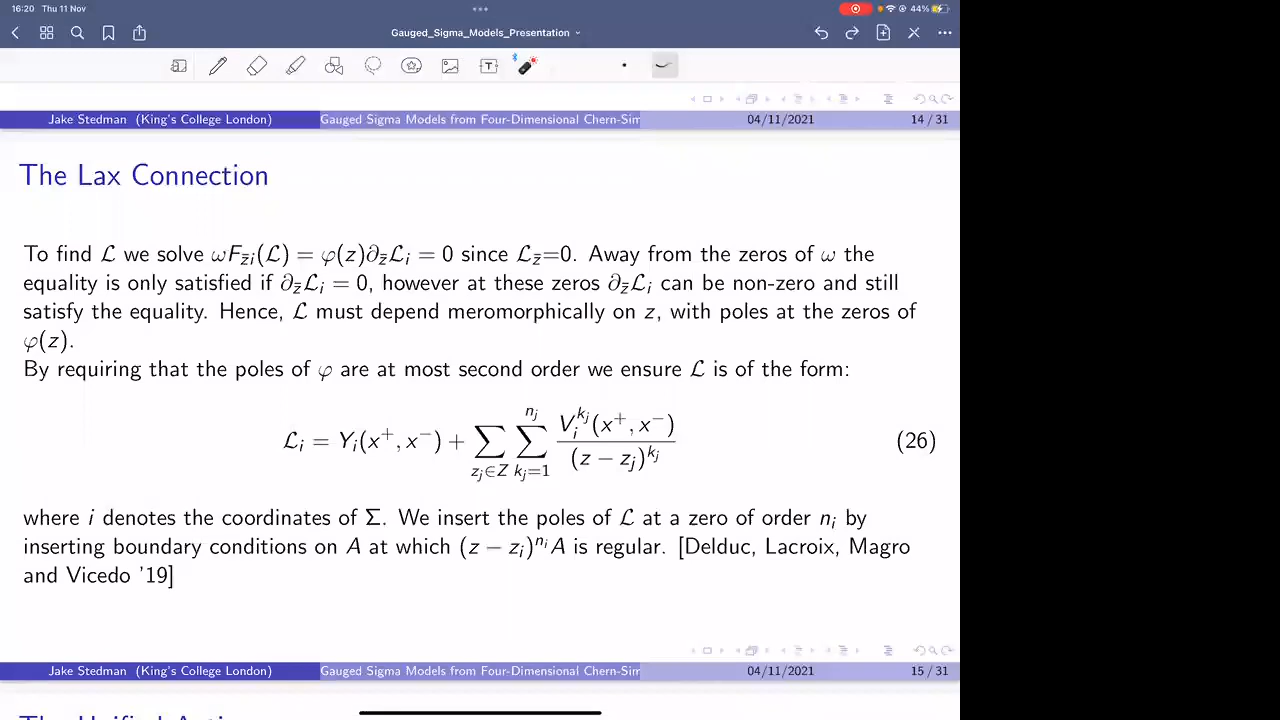 16:20 Thu 11 Nov
44%
Gauged_Sigma_Models_Presentation
Jake Stedman (King's College London) Gauged Sigma Models from Four-Dimensional Chern-Sim 04/11/2021 14 / 31
The Lax Connection
To find ℒ we solve ωF_{z̄i}(ℒ) = φ(z)∂_{z̄}ℒ_i = 0 since ℒ_{z̄}=0. Away from the zeros of ω the
equality is only satisfied if ∂_{z̄}ℒ_i = 0, however at these zeros ∂_{z̄}ℒ_i can be non-zero and still
satisfy the equality. Hence, ℒ must depend meromorphically on z, with poles at the zeros of
φ(z).
By requiring that the poles of φ are at most second order we ensure ℒ is of the form:
ℒ_i = Y_i(x^+, x^-) + ∑_{z_j∈Z} ∑_{k_j=1}^{n_j} V_i^{k_j}(x^+, x^-) / (z − z_j)^{k_j} (26)
where i denotes the coordinates of Σ. We insert the poles of ℒ at a zero of order n_i by
inserting boundary conditions on A at which (z − z_i)^{n_i} A is regular. [Delduc, Lacroix, Magro
and Vicedo '19]
Jake Stedman (King's College London) Gauged Sigma Models from Four-Dimensional Chern-Sim 04/11/2021 15 / 31